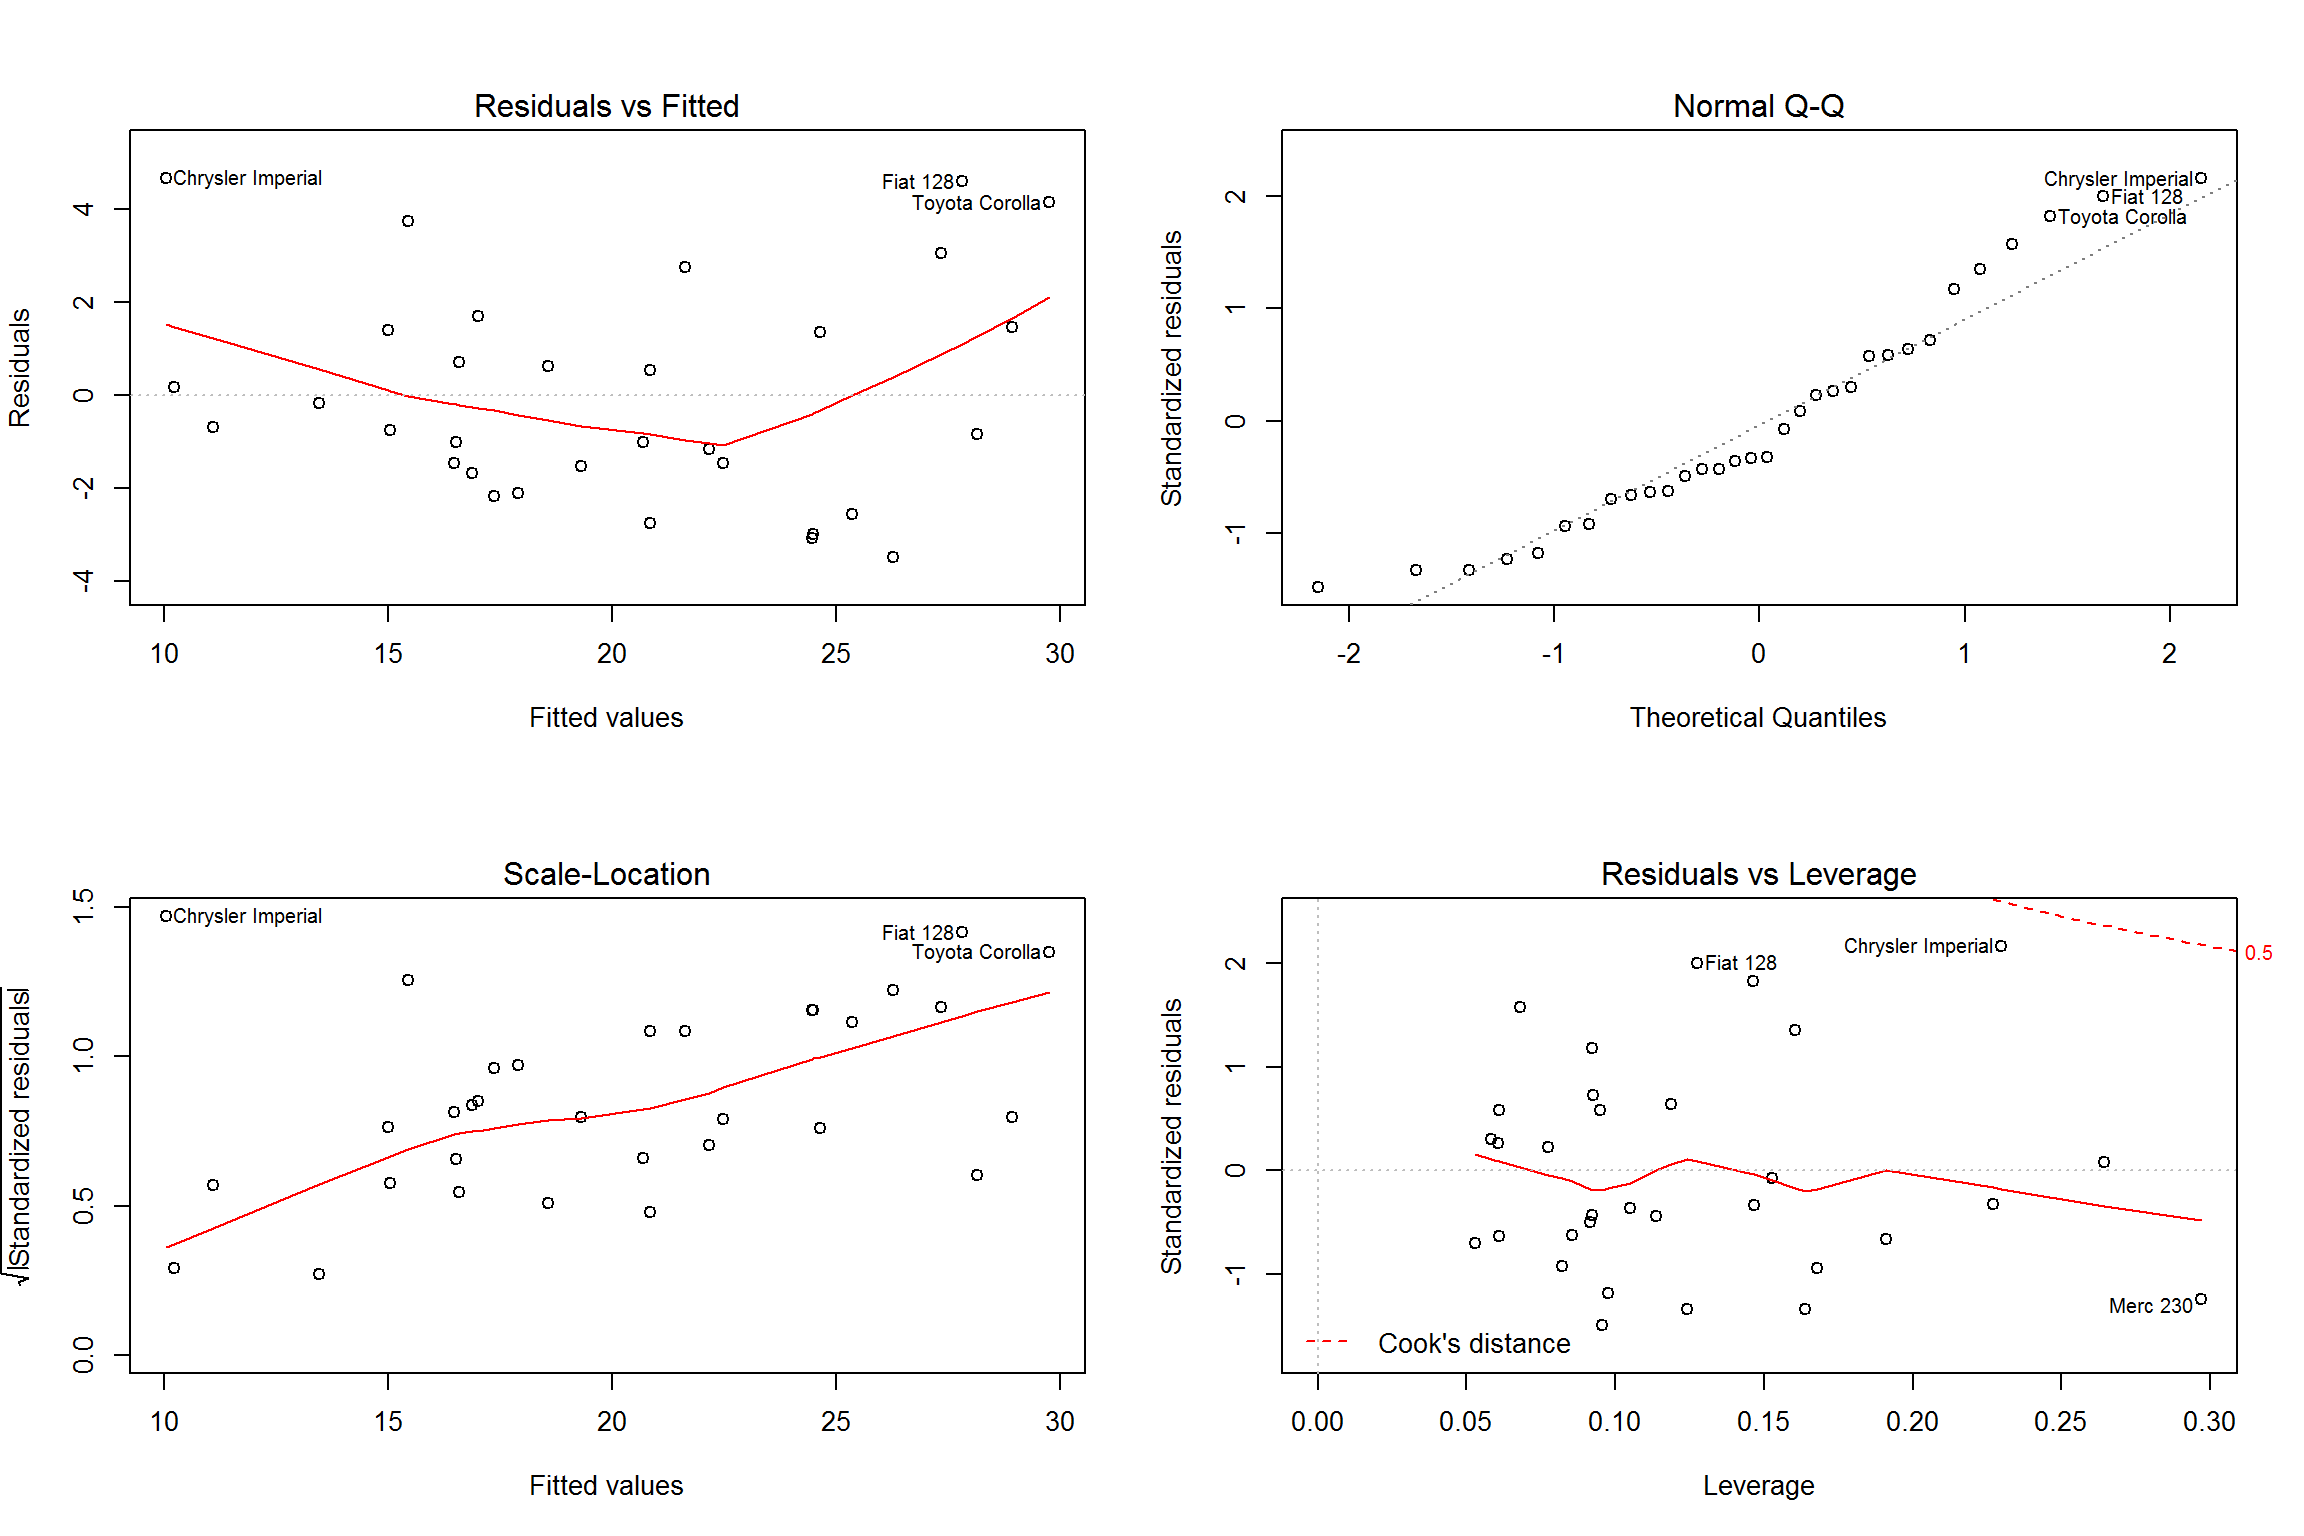 Residuals vs Fitted
Residuals
4
2
0
-2
-4
Chrysler Imperial
Fiat 128
Toyota Corolla
10 15 20 25 30
Fitted values
Normal Q-Q
Standardized residuals
2
1
0
-1
Chrysler Imperial
Fiat 128
Toyota Corolla
-2 -1 0 1 2
Theoretical Quantiles
Scale-Location
√|Standardized residuals|
1.5
1.0
0.5
0.0
Chrysler Imperial
Fiat 128
Toyota Corolla
10 15 20 25 30
Fitted values
Residuals vs Leverage
Standardized residuals
2
1
0
-1
Chrysler Imperial
0.5
Fiat 128
Merc 230
Cook's distance
0.00 0.05 0.10 0.15 0.20 0.25 0.30
Leverage